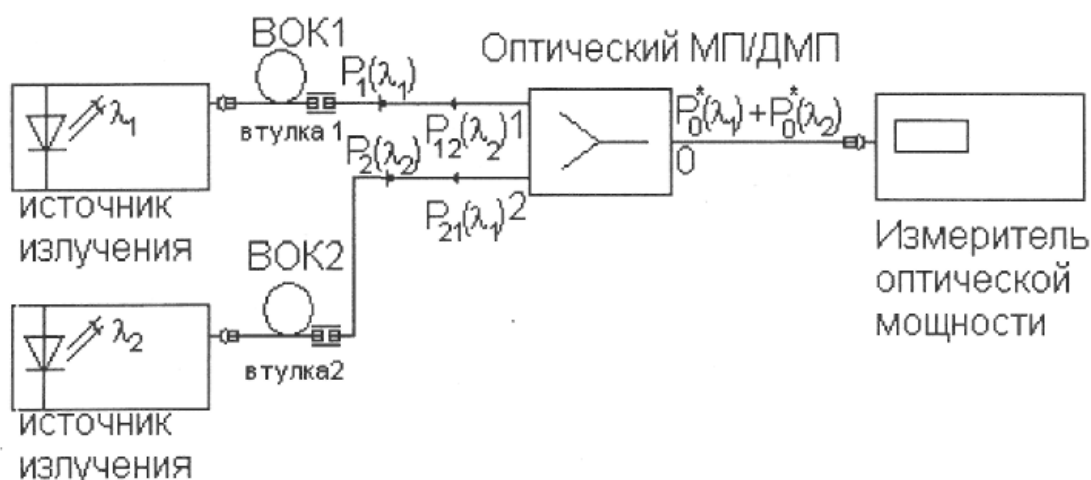 ВОК1
Оптический МП/ДМП
P₁(λ₁)
λ₁
втулка 1
P₁₂(λ₂) 1
P₀*(λ₁)+P₀*(λ₂)
0
P₂(λ₂)
P₂₁(λ₁) 2
источник
излучения
Измеритель
оптической
мощности
ВОК2
λ₂
втулка2
источник
излучения